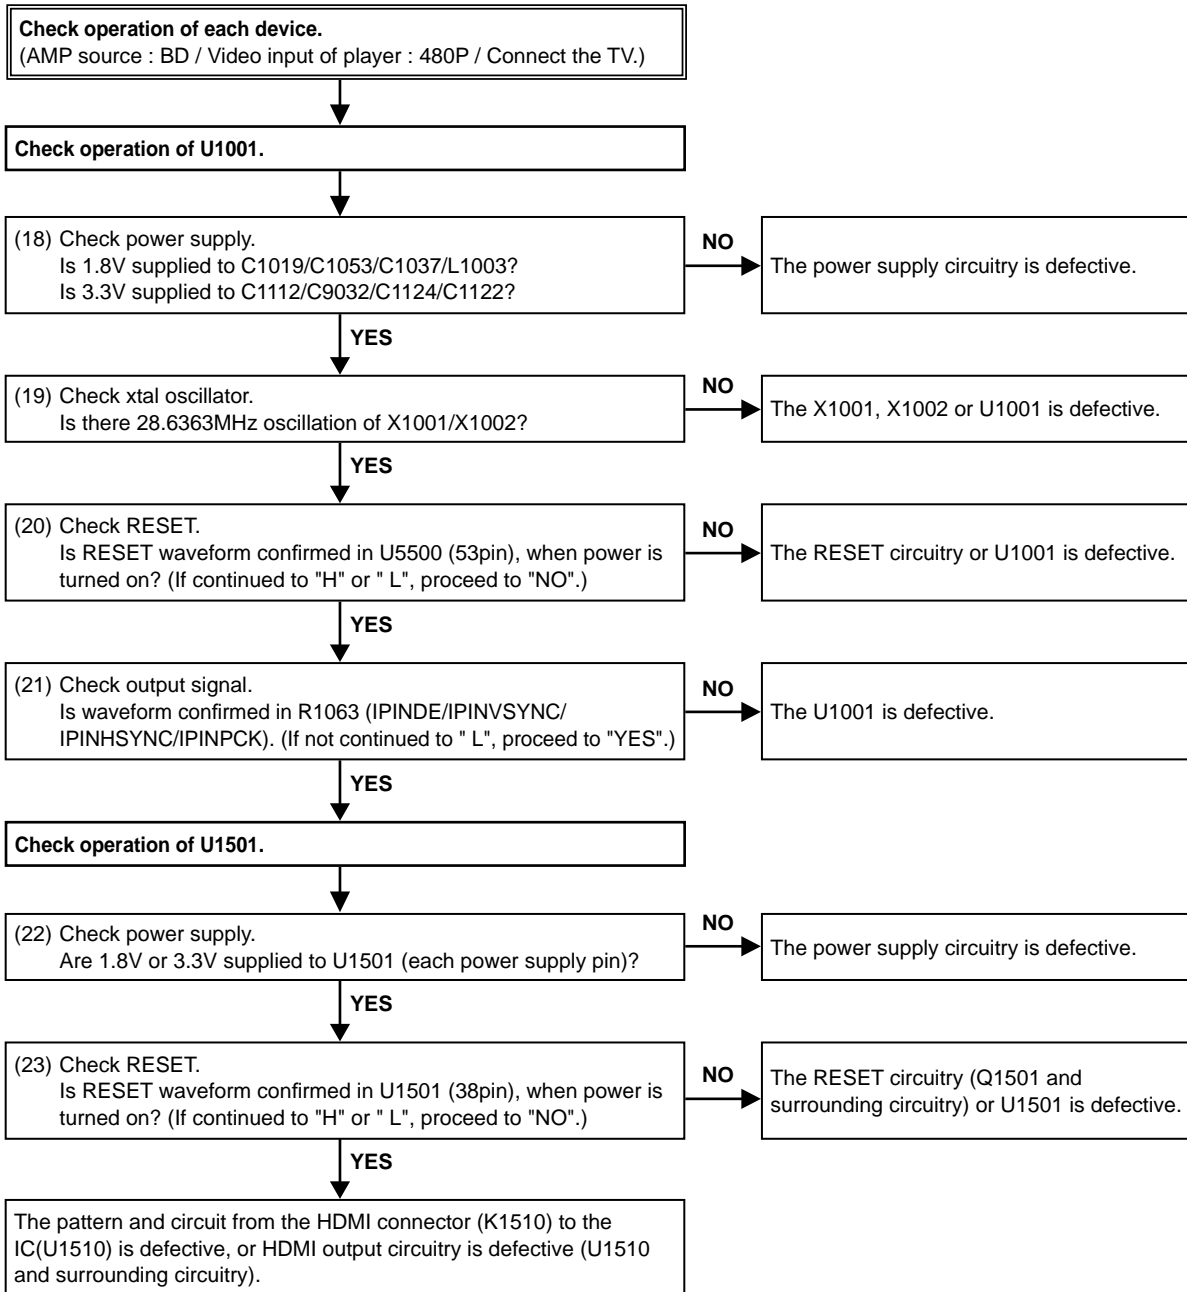 Check operation of each device.
(AMP source : BD / Video input of player : 480P / Connect the TV.)
Check operation of U1001.
(18) Check power supply.
Is 1.8V supplied to C1019/C1053/C1037/L1003?
Is 3.3V supplied to C1112/C9032/C1124/C1122?
NO
The power supply circuitry is defective.
YES
(19) Check xtal oscillator.
Is there 28.6363MHz oscillation of X1001/X1002?
NO
The X1001, X1002 or U1001 is defective.
YES
(20) Check RESET.
Is RESET waveform confirmed in U5500 (53pin), when power is
turned on? (If continued to "H" or " L", proceed to "NO".)
NO
The RESET circuitry or U1001 is defective.
YES
(21) Check output signal.
Is waveform confirmed in R1063 (IPINDE/IPINVSYNC/
IPINHSYNC/IPINPCK). (If not continued to " L", proceed to "YES".)
NO
The U1001 is defective.
YES
Check operation of U1501.
(22) Check power supply.
Are 1.8V or 3.3V supplied to U1501 (each power supply pin)?
NO
The power supply circuitry is defective.
YES
(23) Check RESET.
Is RESET waveform confirmed in U1501 (38pin), when power is
turned on? (If continued to "H" or " L", proceed to "NO".)
NO
The RESET circuitry (Q1501 and
surrounding circuitry) or U1501 is defective.
YES
The pattern and circuit from the HDMI connector (K1510) to the
IC(U1510) is defective, or HDMI output circuitry is defective (U1510
and surrounding circuitry).